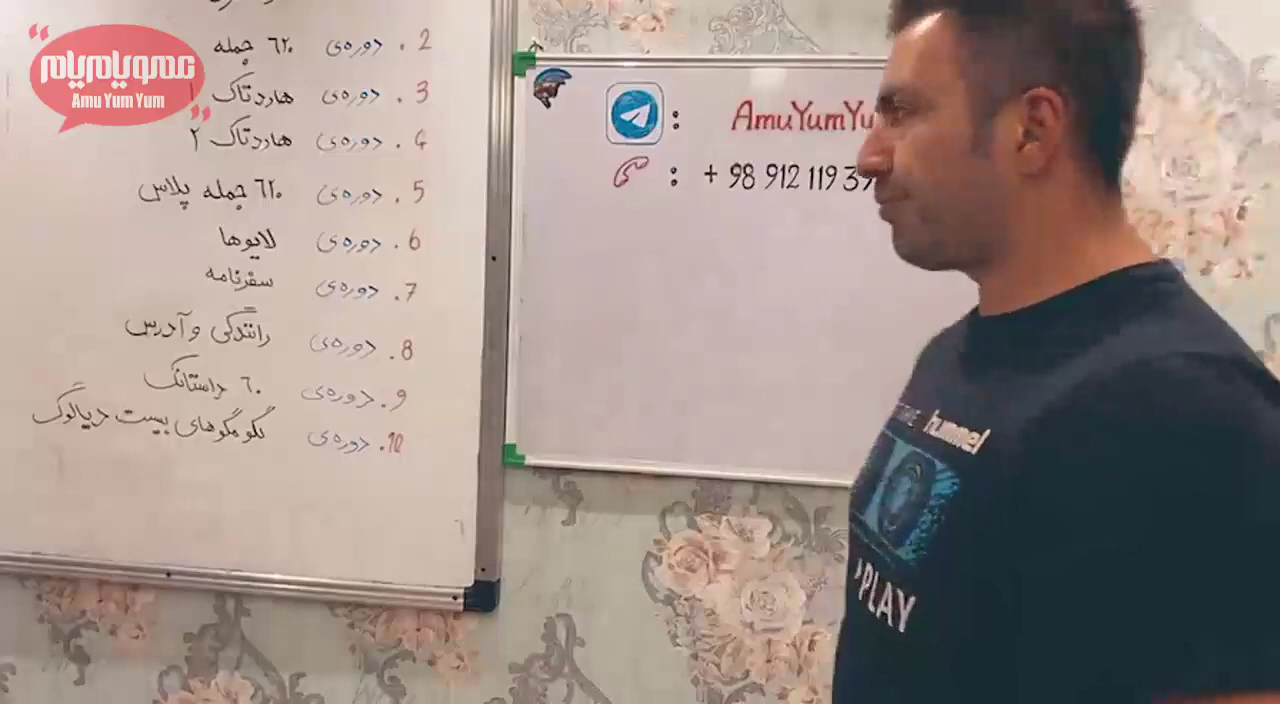 عمو یام یام
Amu Yum Yum
2. دوره‌ی ۶۲۰ جمله
3. دوره‌ی هاردتاک ۱
4. دوره‌ی هاردتاک ۲
5. دوره‌ی ۶۲۰ جمله پلاس
6. دوره‌ی لایوها
7. دوره‌ی سفرنامه
8. دوره‌ی رانندگی و آدرس
9. دوره‌ی ۶۰ داستانک
10. دوره‌ی بگومگوهای بیست دیالوگ
: AmuYumYu
: + 98 912 119 39
hummel
PLAY